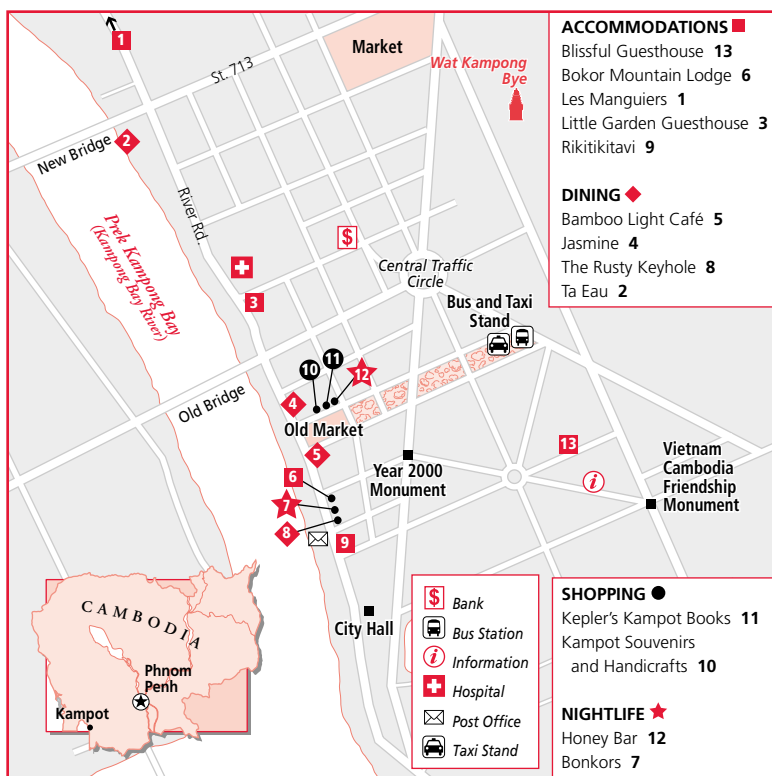 1
St. 713
Market
Wat Kampong
Bye
New Bridge
2
River Rd.
Prek Kampong Bay
(Kampong Bay River)
$
Central Traffic
Circle
3
Bus and Taxi
Stand
10
11
12
Old Bridge
4
Old Market
5
Year 2000
Monument
13
i
Vietnam
Cambodia
Friendship
Monument
6
7
8
9
City Hall
CAMBODIA
Phnom
Penh
Kampot
$ Bank
Bus Station
i Information
Hospital
Post Office
Taxi Stand
ACCOMMODATIONS
Blissful Guesthouse 13
Bokor Mountain Lodge 6
Les Manguiers 1
Little Garden Guesthouse 3
Rikitikitavi 9
DINING
Bamboo Light Café 5
Jasmine 4
The Rusty Keyhole 8
Ta Eau 2
SHOPPING
Kepler's Kampot Books 11
Kampot Souvenirs
and Handicrafts 10
NIGHTLIFE
Honey Bar 12
Bonkors 7